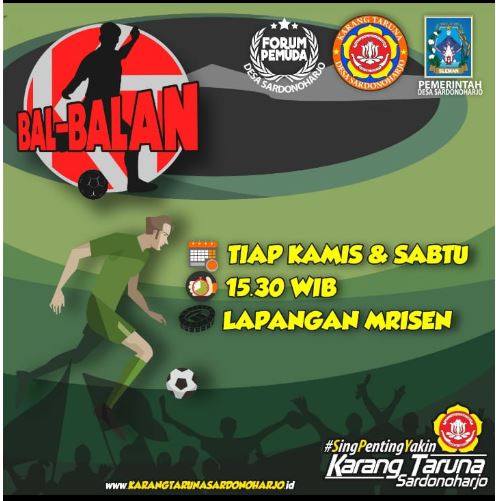 FORUM
PEMUDA
DESA SARDONOHARJO
KARANG TARUNA
DESA SARDONOHARJO
SLEMAN
PEMERINTAH
DESA SARDONOHARJO
BAL-BALAN
TIAP KAMIS & SABTU
15.30 WIB
LAPANGAN MRISEN
#SingPentingYakin
Karang Taruna
Sardonoharjo
www.KARANGTARUNASARDONOHARJO.id